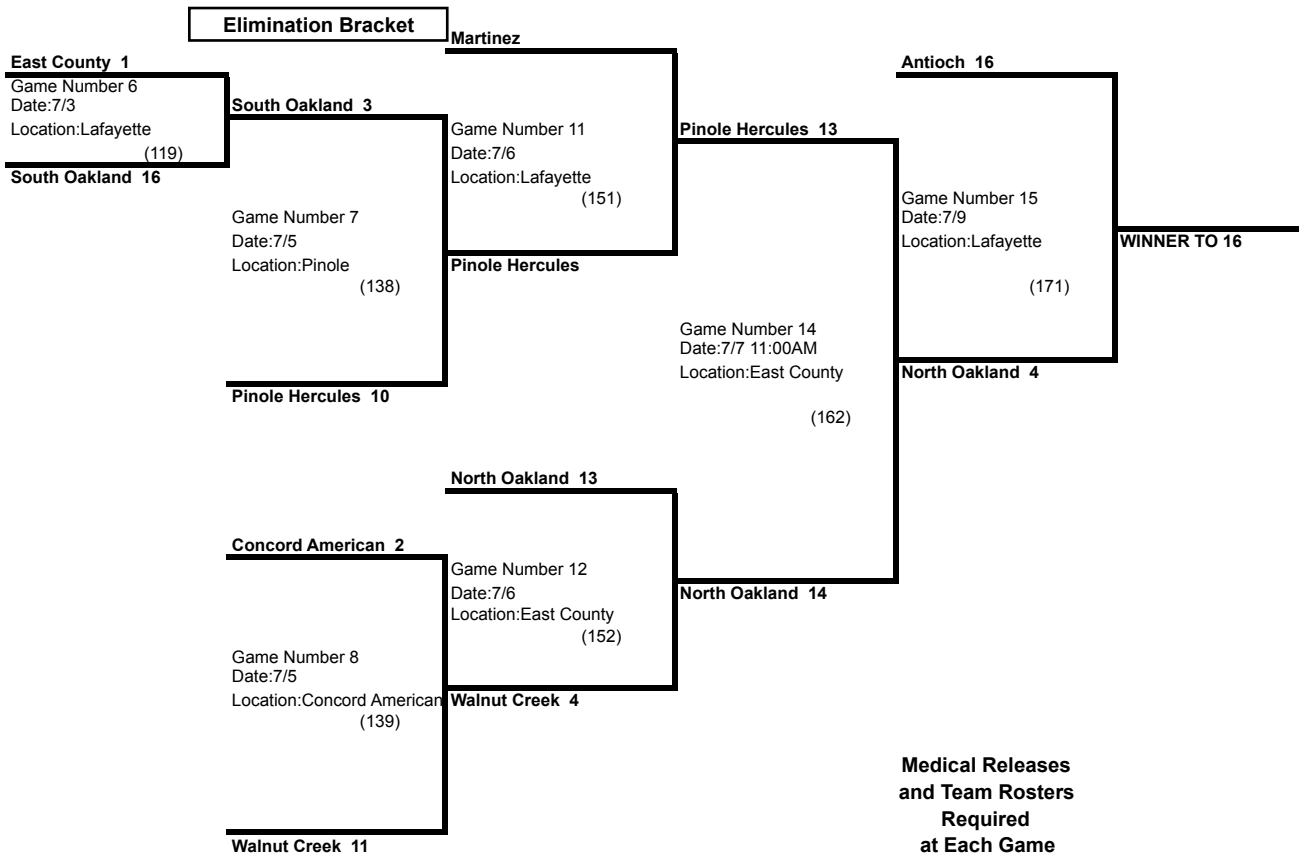 Elimination Bracket
Martinez
East County 1
Antioch 16
Game Number 6
Date:7/3
Location:Lafayette
(119)
South Oakland 16
South Oakland 3
Game Number 7
Date:7/5
Location:Pinole
(138)
Pinole Hercules 10
Game Number 11
Date:7/6
Location:Lafayette
(151)
Pinole Hercules
Pinole Hercules 13
Game Number 14
Date:7/7 11:00AM
Location:East County
(162)
Game Number 15
Date:7/9
Location:Lafayette
(171)
WINNER TO 16
North Oakland 4
North Oakland 13
Concord American 2
Game Number 12
Date:7/6
Location:East County
(152)
North Oakland 14
Game Number 8
Date:7/5
Location:Concord American
(139)
Walnut Creek 4
Walnut Creek 11
Medical Releases
and Team Rosters
Required
at Each Game